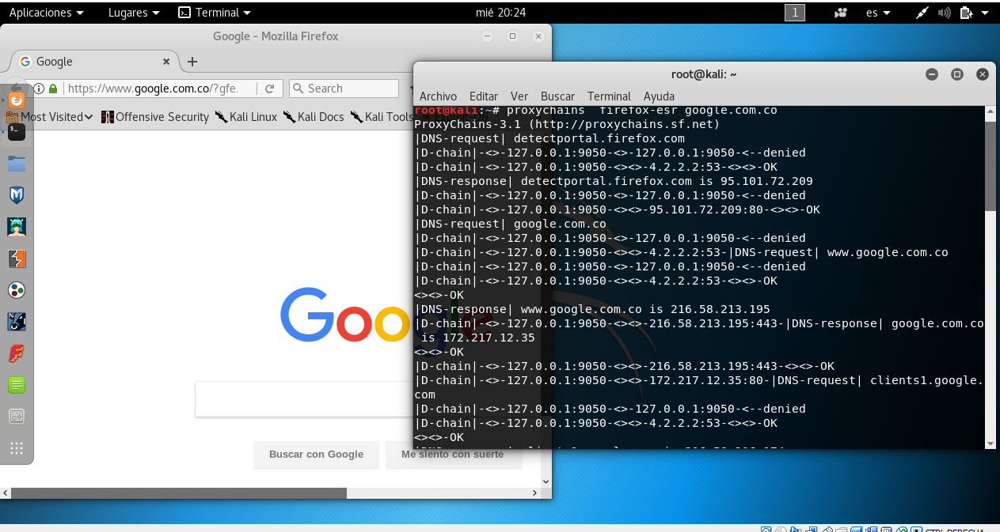 Aplicaciones Lugares Terminal mié 20:24 1 es
Google - Mozilla Firefox
Google
https://www.google.com.co/?gfe. Search
Most Visited Offensive Security Kali Linux Kali Docs Kali Tools
Google
Buscar con Google Me siento con suerte
root@kali: ~
Archivo Editar Ver Buscar Terminal Ayuda
root@kali:~# proxychains  firefox-esr google.com.co
ProxyChains-3.1 (http://proxychains.sf.net)
|DNS-request| detectportal.firefox.com
|D-chain|-<>-127.0.0.1:9050-<>-127.0.0.1:9050-<--denied
|D-chain|-<>-127.0.0.1:9050-<><>-4.2.2.2:53-<><>-OK
|DNS-response| detectportal.firefox.com is 95.101.72.209
|D-chain|-<>-127.0.0.1:9050-<>-127.0.0.1:9050-<--denied
|D-chain|-<>-127.0.0.1:9050-<><>-95.101.72.209:80-<><>-OK
|DNS-request| google.com.co
|D-chain|-<>-127.0.0.1:9050-<>-127.0.0.1:9050-<--denied
|D-chain|-<>-127.0.0.1:9050-<><>-4.2.2.2:53-|DNS-request| www.google.com.co
|D-chain|-<>-127.0.0.1:9050-<>-127.0.0.1:9050-<--denied
|D-chain|-<>-127.0.0.1:9050-<><>-4.2.2.2:53-<><>-OK
<><>-OK
|DNS-response| www.google.com.co is 216.58.213.195
|D-chain|-<>-127.0.0.1:9050-<><>-216.58.213.195:443-|DNS-response| google.com.co
is 172.217.12.35
<><>-OK
|D-chain|-<>-127.0.0.1:9050-<><>-216.58.213.195:443-<><>-OK
|D-chain|-<>-127.0.0.1:9050-<><>-172.217.12.35:80-|DNS-request| clients1.google.
com
|D-chain|-<>-127.0.0.1:9050-<>-127.0.0.1:9050-<--denied
|D-chain|-<>-127.0.0.1:9050-<><>-4.2.2.2:53-<><>-OK
<><>-OK
CTRL DERECHA